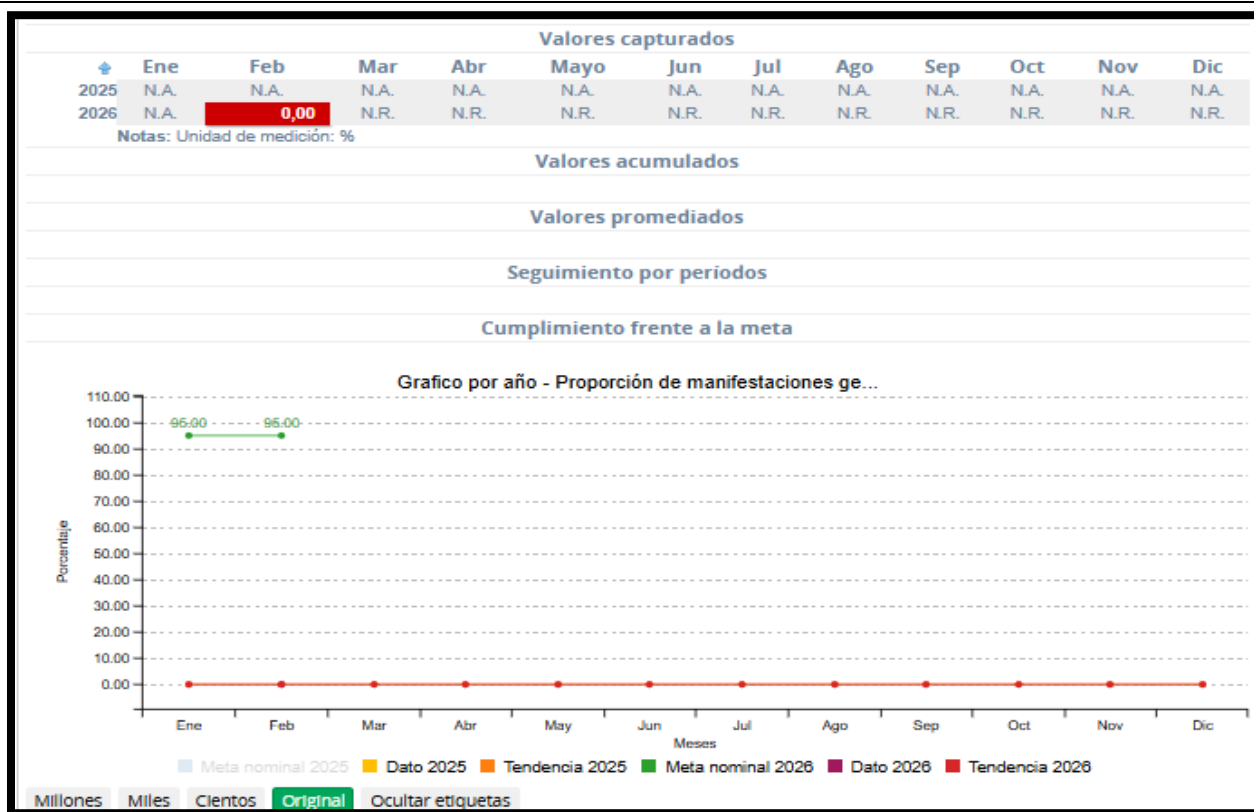 Valores capturados
Ene Feb Mar Abr Mayo Jun Jul Ago Sep Oct Nov Dic
2025 N.A. N.A. N.A. N.A. N.A. N.A. N.A. N.A. N.A. N.A. N.A. N.A.
2026 N.A. 0,00 N.R. N.R. N.R. N.R. N.R. N.R. N.R. N.R. N.R. N.R.
Notas: Unidad de medición: %
Valores acumulados
Valores promediados
Seguimiento por períodos
Cumplimiento frente a la meta
Grafico por año - Proporción de manifestaciones ge...
110.00
100.00
95.00 95.00
90.00
80.00
70.00
60.00
50.00
40.00
30.00
20.00
10.00
0.00
Porcentaje
Ene Feb Mar Abr May Jun Jul Ago Sep Oct Nov Dic
Meses
Meta nominal 2025 Dato 2025 Tendencia 2025 Meta nominal 2026 Dato 2026 Tendencia 2026
Millones Miles Cientos Original Ocultar etiquetas